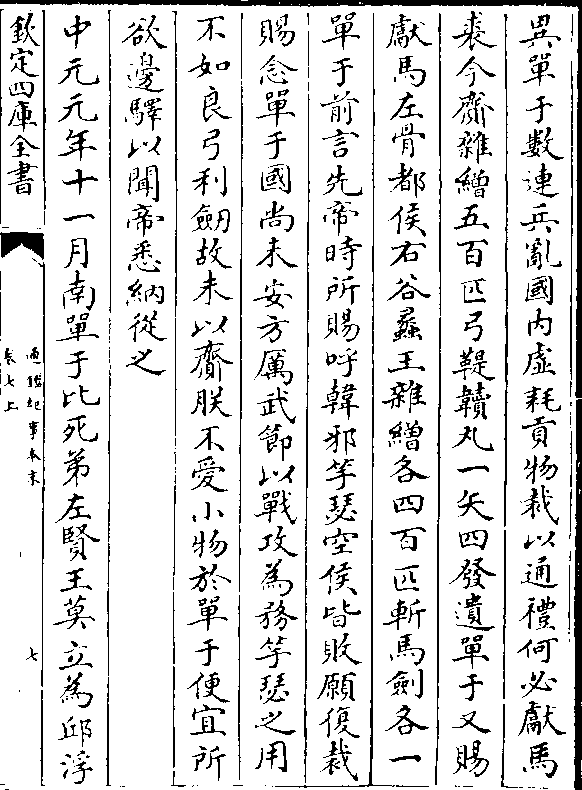 異單于數連兵亂國内虚耗貢物裁以通禮何必獻馬
裘今齎雜繒五百匹弓鞬韥丸一矢四發遺單于又賜
獻馬左骨都侯右谷蠡王雜繒各四百匹斬馬劍各一
單于前言先帝時所賜呼韓邪竽瑟空侯皆敗願復裁
賜念單于國尚未安方厲武節以戰攻為務竽瑟之用
不如良弓利劒故未以齎朕不愛小物於單于便宜所
欲邊驛以聞帝悉納從之
中元元年十一月南單于比死弟左賢王莫立為邱浮
欽定四庫全書
通鑑紀事本末
卷七上
七